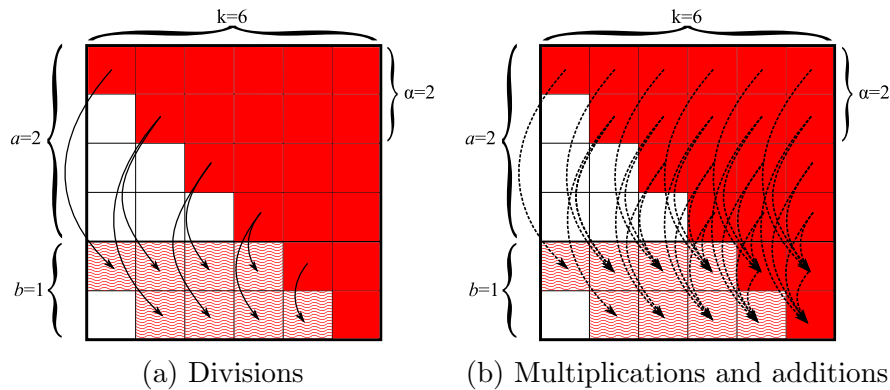 k=6
k=6
α=2
α=2
a=2
a=2
b=1
b=1
(a) Divisions
(b) Multiplications and additions